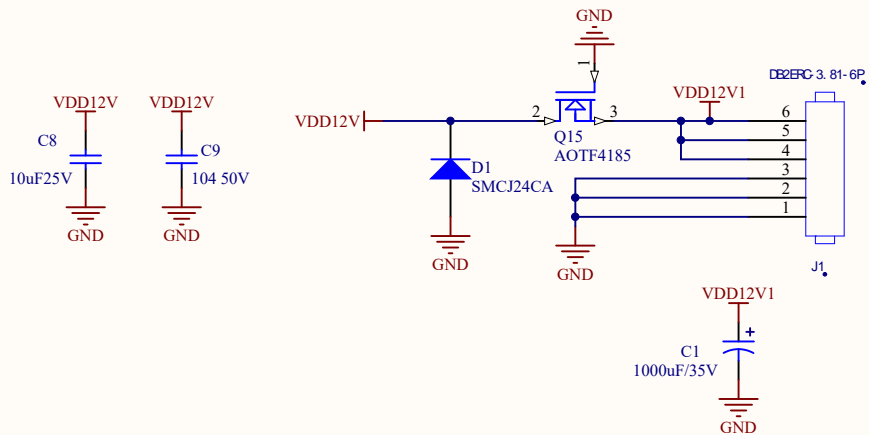 GND
1
DB2ERC-3. 81-6P
VDD12V
VDD12V
VDD12V1
VDD12V
2
3
6
5
4
3
2
1
C8
10uF25V
C9
104 50V
Q15
AOTF4185
D1
SMCJ24CA
GND
GND
GND
GND
J1
VDD12V1
+
C1
1000uF/35V
GND